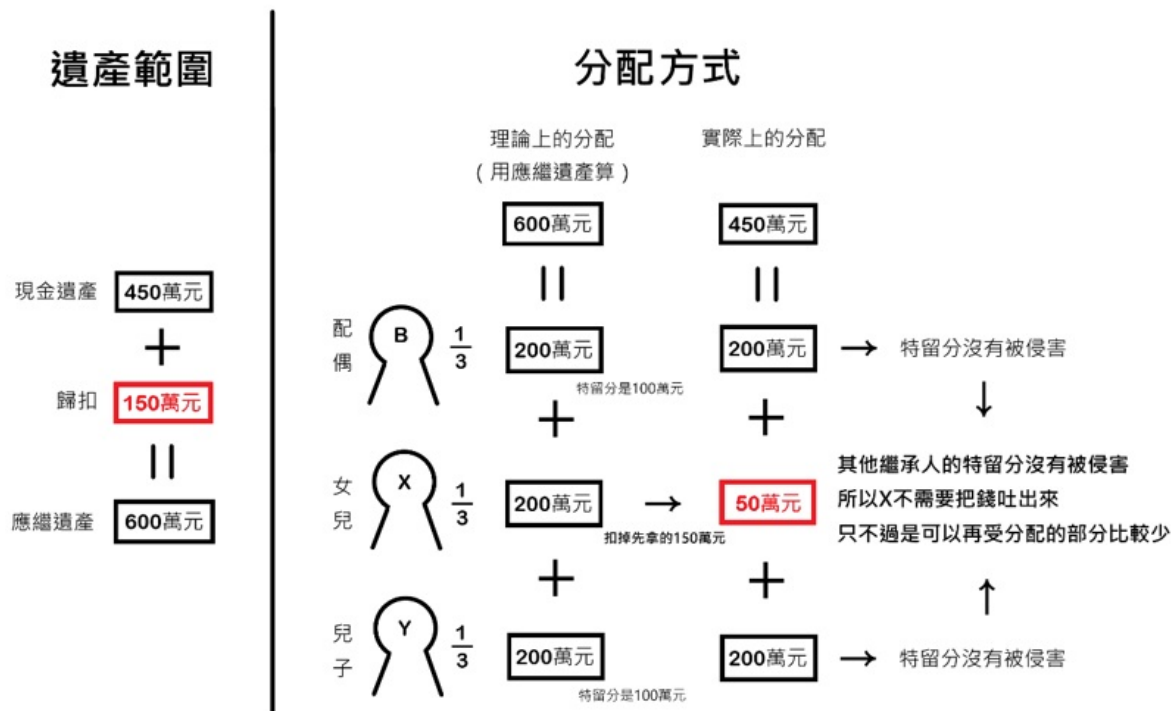 遺產範圍
現金遺產
450萬元
+
歸扣
150萬元
=
應繼遺產
600萬元
分配方式
理論上的分配
(用應繼遺產算)
實際上的分配
600萬元
450萬元
=
=
配偶
B
1/3
200萬元
200萬元
→
特留分沒有被侵害
特留分是100萬元
↓
+
+
女兒
X
1/3
200萬元
→
50萬元
扣掉先拿的150萬元
其他繼承人的特留分沒有被侵害
所以X不需要把錢吐出來
只不過是可以再受分配的部分比較少
+
+
↑
兒子
Y
1/3
200萬元
200萬元
→
特留分沒有被侵害
特留分是100萬元